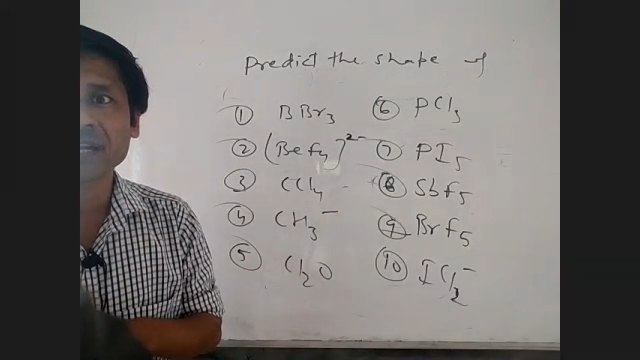 Predict the shape of
① BBr3 ⑥ PCl5
② (BeF4]2- ⑦ PI5
③ CCl4 ⑧ SbF5
④ CH3- ⑨ BrF5
⑤ Cl2O ⑩ ICl2-